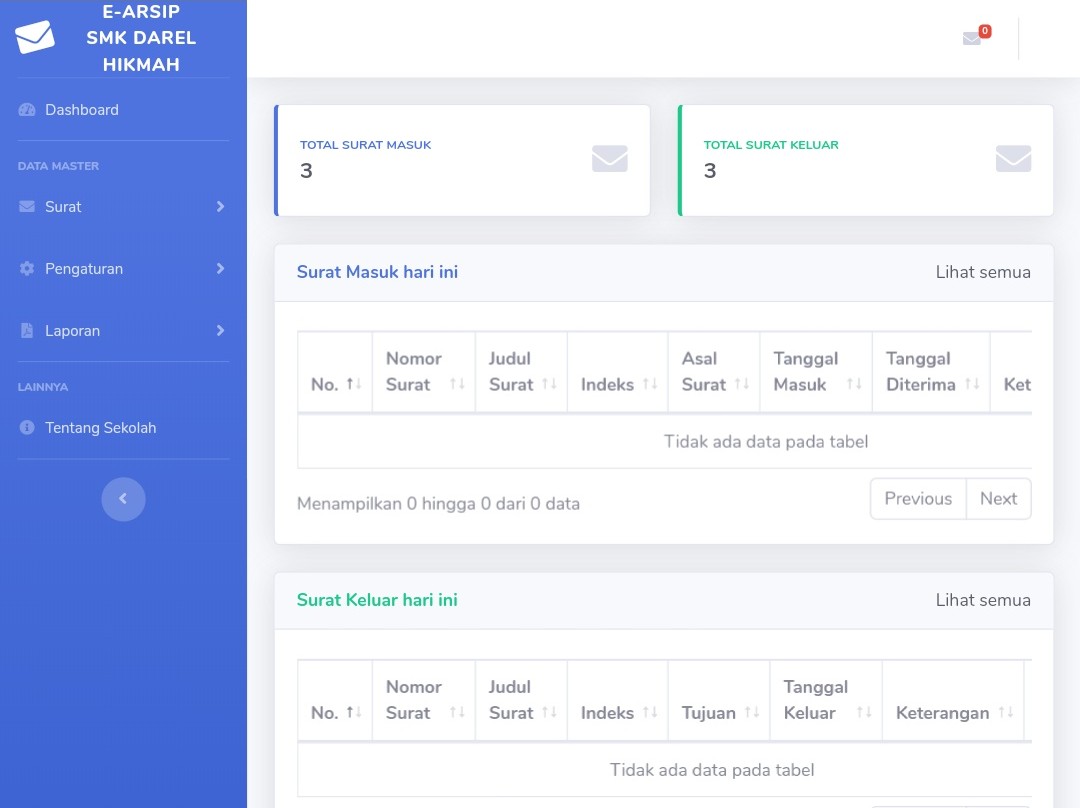 E-ARSIP
SMK DAREL
HIKMAH
0
Dashboard
DATA MASTER
Surat
Pengaturan
Laporan
LAINNYA
Tentang Sekolah
TOTAL SURAT MASUK
3
TOTAL SURAT KELUAR
3
Surat Masuk hari ini
Lihat semua
No.
Nomor
Surat
Judul
Surat
Indeks
Asal
Surat
Tanggal
Masuk
Tanggal
Diterima
Ket
Tidak ada data pada tabel
Menampilkan 0 hingga 0 dari 0 data
Previous
Next
Surat Keluar hari ini
Lihat semua
No.
Nomor
Surat
Judul
Surat
Indeks
Tujuan
Tanggal
Keluar
Keterangan
Tidak ada data pada tabel